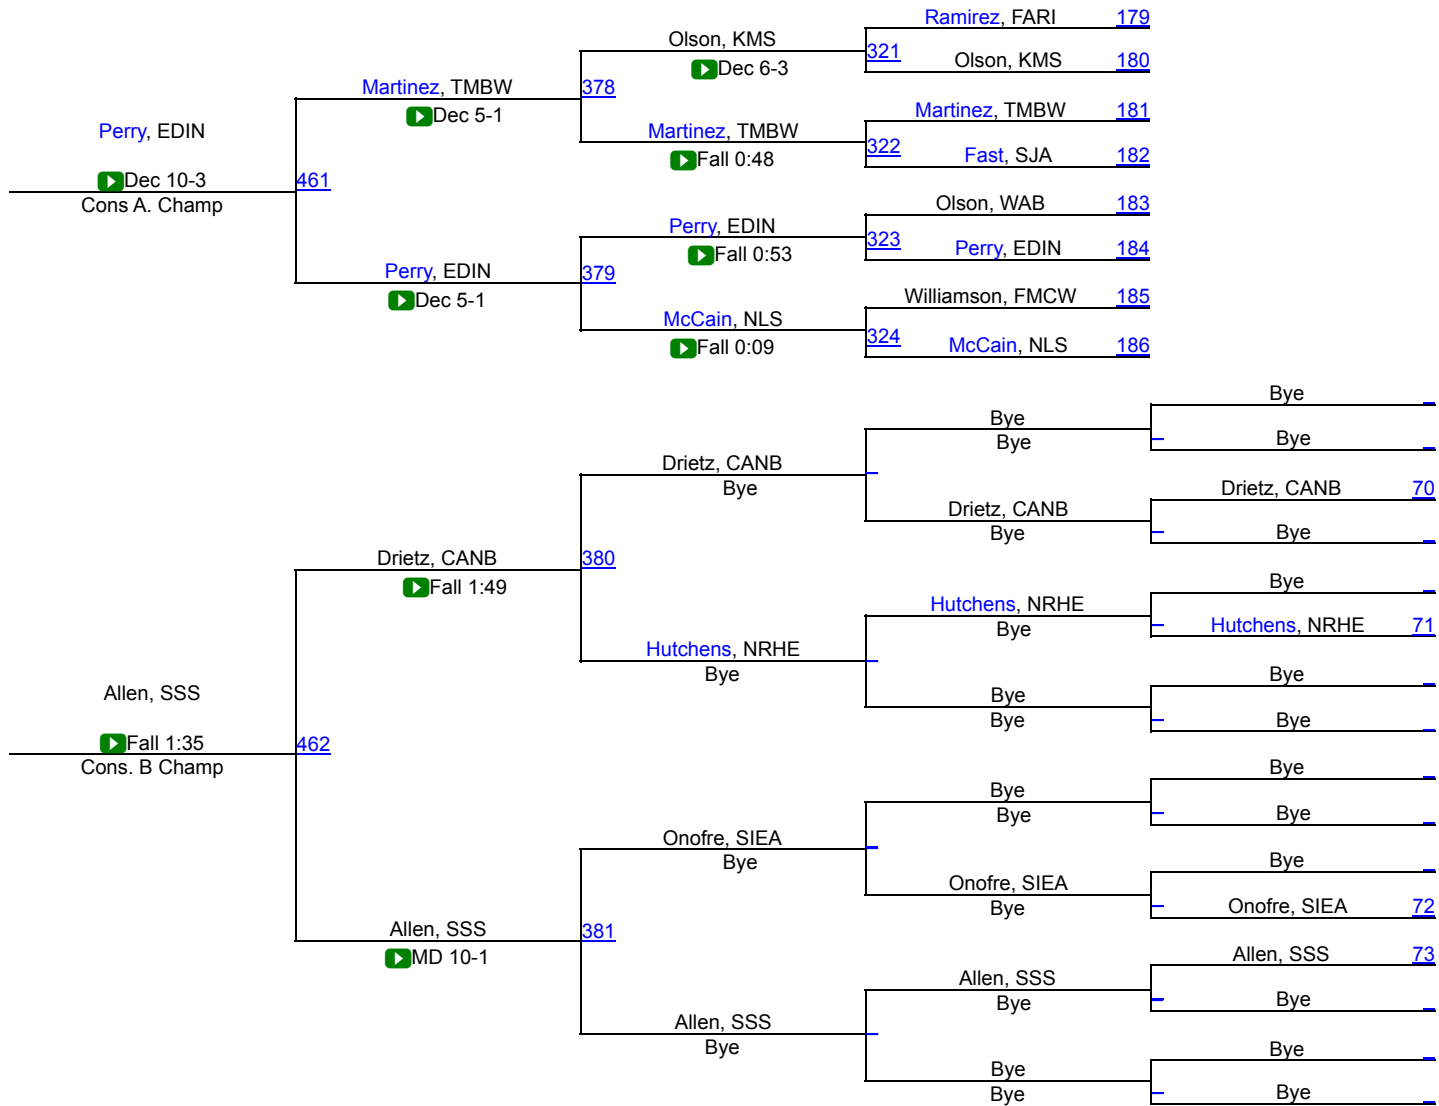 Ramirez, FARI 179
Olson, KMS
321
Dec 6-3
Olson, KMS 180
Martinez, TMBW
378
Dec 5-1
Martinez, TMBW 181
Perry, EDIN
Martinez, TMBW
322
Fall 0:48
Fast, SJA 182
Dec 10-3
461
Cons A. Champ
Olson, WAB 183
Perry, EDIN
323
Fall 0:53
Perry, EDIN 184
Perry, EDIN
379
Dec 5-1
Williamson, FMCW 185
McCain, NLS
324
Fall 0:09
McCain, NLS 186
Bye
Bye
Bye
Bye
Drietz, CANB
Bye
Drietz, CANB 70
Drietz, CANB
Bye
Bye
Drietz, CANB
380
Fall 1:49
Bye
Hutchens, NRHE
Bye
Hutchens, NRHE 71
Hutchens, NRHE
Bye
Bye
Allen, SSS
Bye
Bye
Bye
Fall 1:35
462
Cons. B Champ
Bye
Bye
Bye
Bye
Onofre, SIEA
Bye
Bye
Onofre, SIEA
Bye
Onofre, SIEA 72
Allen, SSS
381
MD 10-1
Allen, SSS 73
Allen, SSS
Bye
Bye
Allen, SSS
Bye
Bye
Bye
Bye
Bye